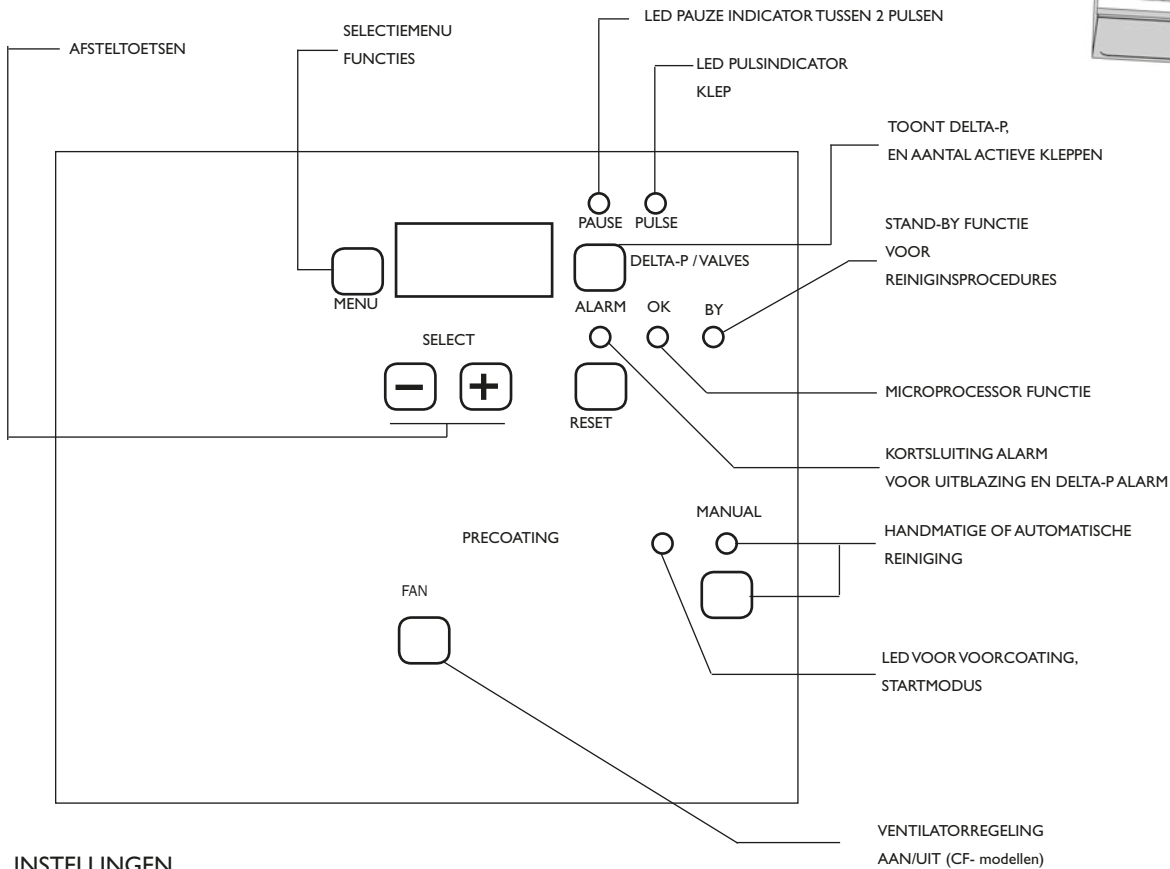 LED PAUZE INDICATOR TUSSEN 2 PULSEN
SELECTIEMENU
FUNCTIES
AFSTELTOETSEN
LED PULSINDICATOR
KLEP
TOONT DELTA-P,
EN AANTAL ACTIEVE KLEPPEN
PAUSE PULSE
STAND-BY FUNCTIE
VOOR
REINIGINSPROCEDURES
DELTA-P / VALVES
MENU
ALARM OK BY
SELECT
− +
MICROPROCESSOR FUNCTIE
RESET
KORTSLUITING ALARM
VOOR UITBLAZING EN DELTA-P ALARM
MANUAL
PRECOATING
HANDMATIGE OF AUTOMATISCHE
REINIGING
FAN
LED VOOR VOORCOATING,
STARTMODUS
VENTILATORREGELING
AAN/UIT (CF- modellen)
INSTELLINGEN